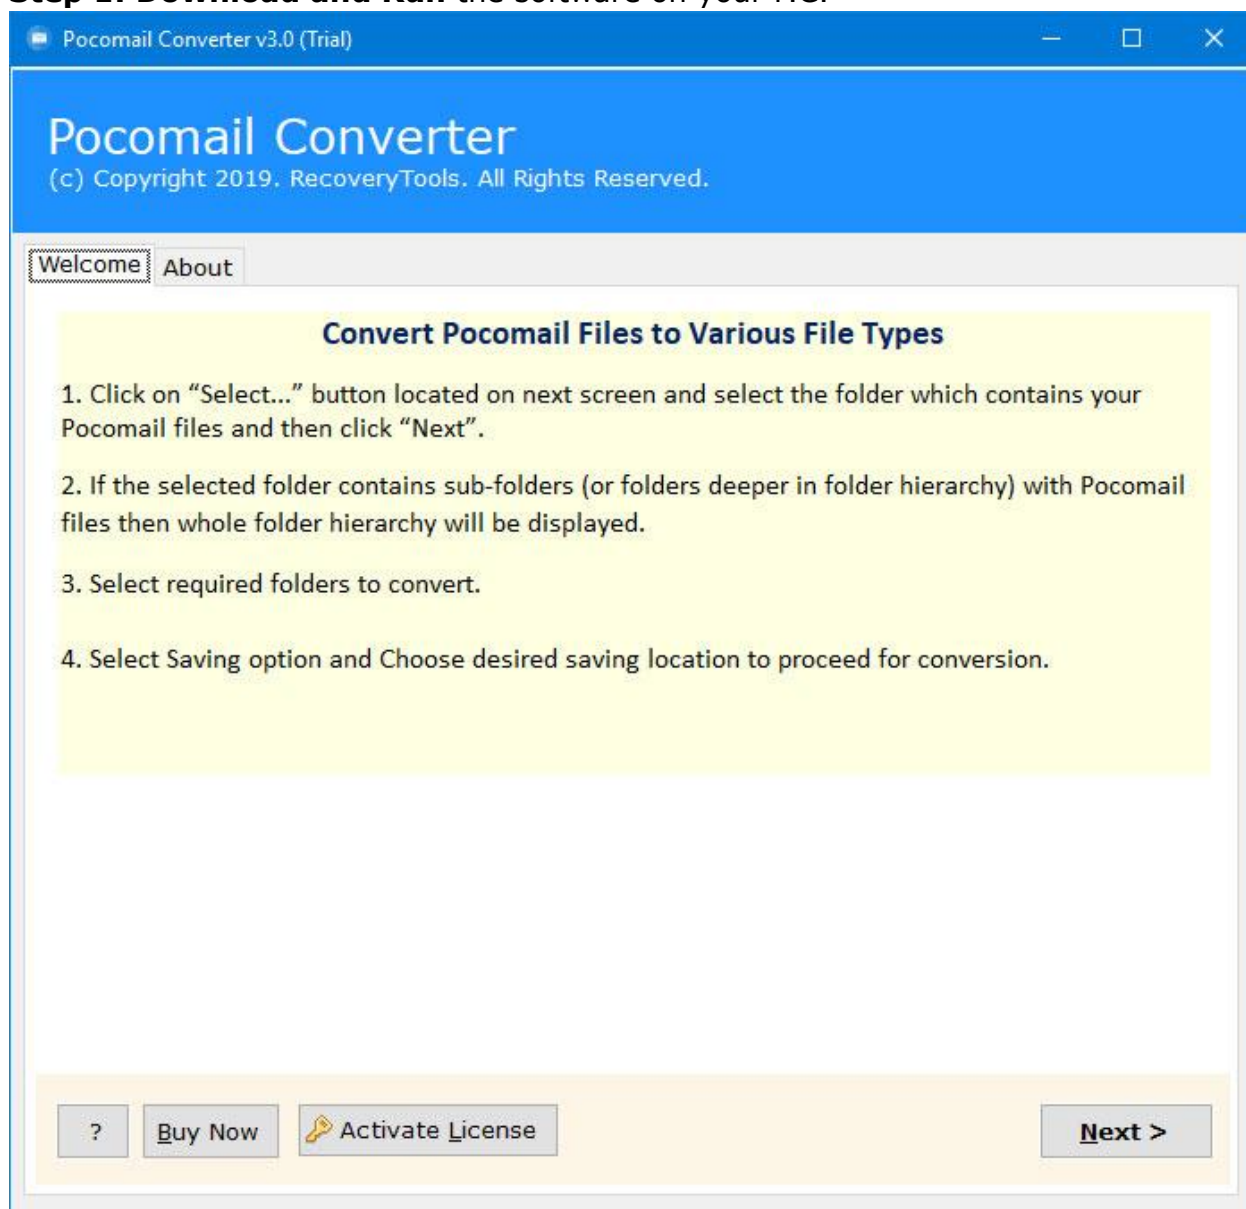 Pocomail Converter v3.0 (Trial)
Pocomail Converter
(c) Copyright 2019. RecoveryTools. All Rights Reserved.
Welcome About
Convert Pocomail Files to Various File Types
1. Click on “Select...” button located on next screen and select the folder which contains your
Pocomail files and then click “Next”.
2. If the selected folder contains sub-folders (or folders deeper in folder hierarchy) with Pocomail
files then whole folder hierarchy will be displayed.
3. Select required folders to convert.
4. Select Saving option and Choose desired saving location to proceed for conversion.
? Buy Now Activate License Next >